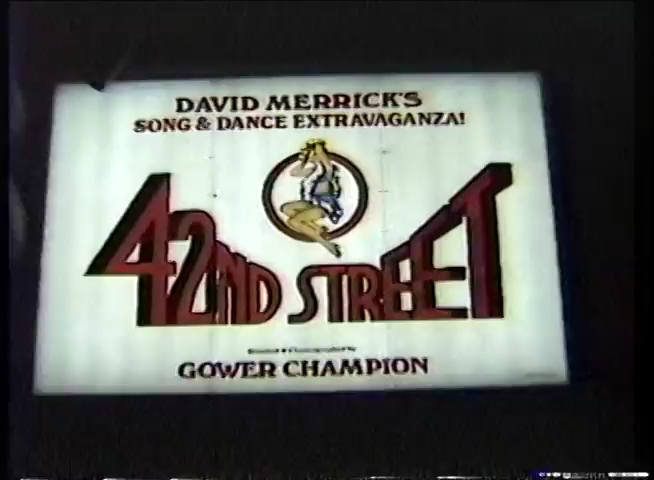 DAVID MERRICK'S
SONG & DANCE EXTRAVAGANZA!
42ND STREET
GOWER CHAMPION